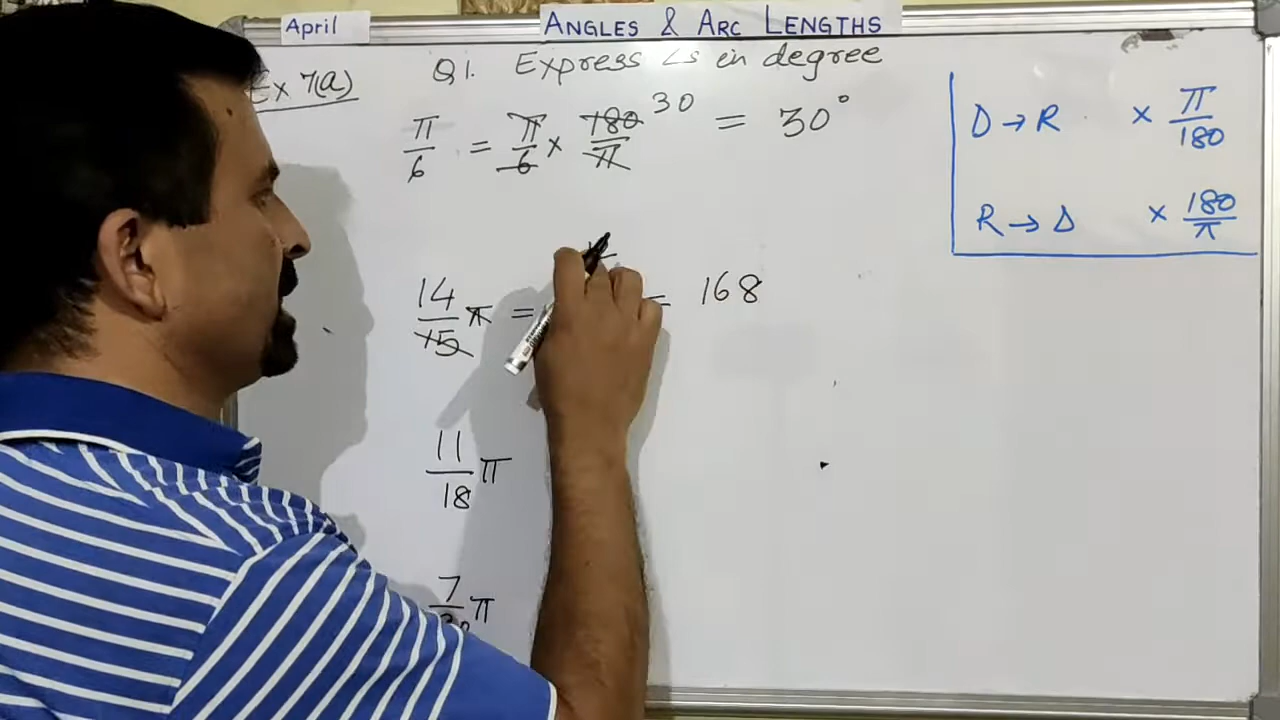 April
ANGLES & ARC LENGTHS
Ex 7(a)
Q1. Express ∠s in degree
π/6 = π/6 × 180/π 30 = 30°
14/15 π = = 168
11/18 π
7/ π
D → R × π/180
R → D × 180/π